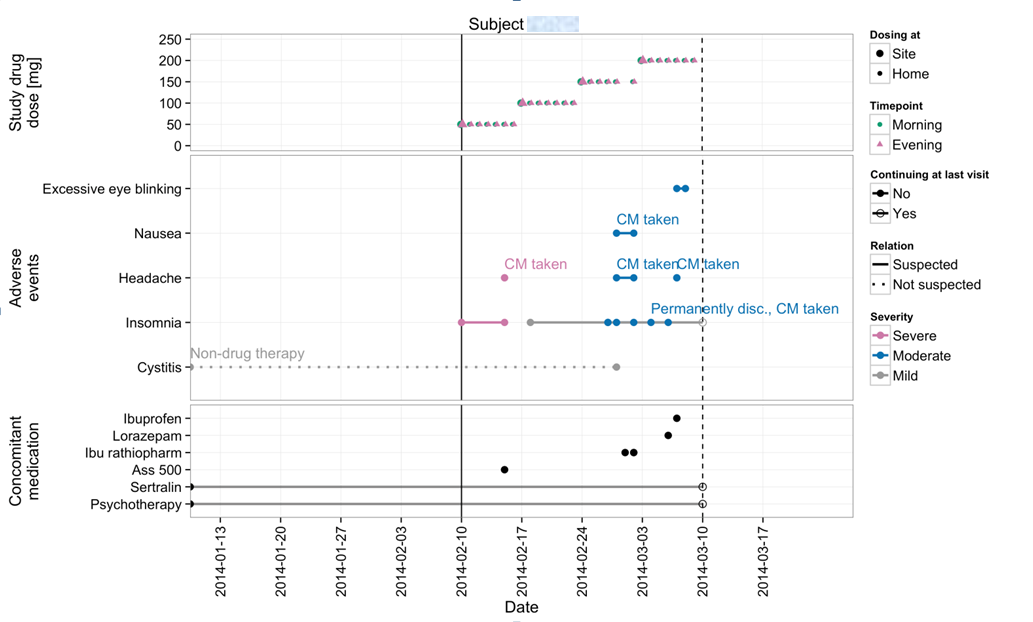 Subject
Study drug
dose [mg]
250
200
150
100
50
0
Adverse
events
Excessive eye blinking
Nausea
Headache
Insomnia
Cystitis
CM taken
CM taken
CM taken
CM taken
Permanently disc., CM taken
Non-drug therapy
Concomitant
medication
Ibuprofen
Lorazepam
Ibu rathiopharm
Ass 500
Sertralin
Psychotherapy
2014-01-13
2014-01-20
2014-01-27
2014-02-03
2014-02-10
2014-02-17
2014-02-24
2014-03-03
2014-03-10
2014-03-17
Date
Dosing at
Site
Home
Timepoint
Morning
Evening
Continuing at last visit
No
Yes
Relation
Suspected
Not suspected
Severity
Severe
Moderate
Mild